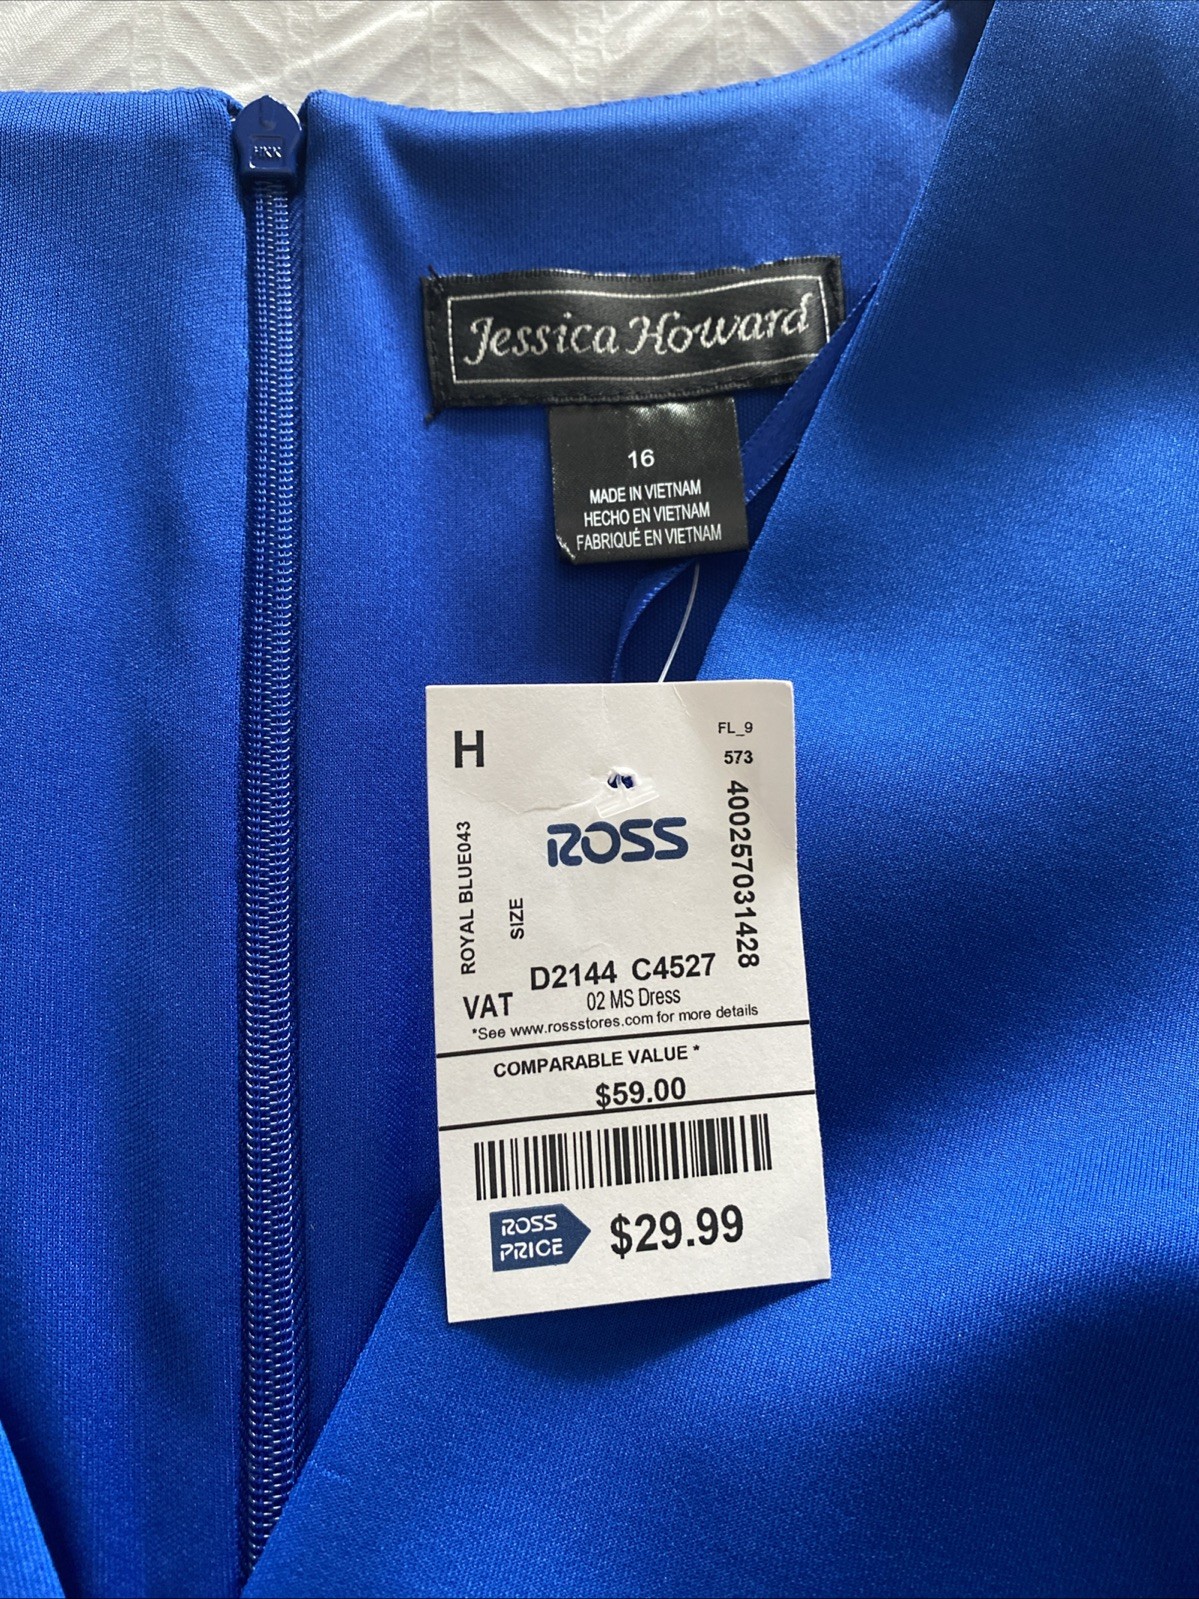 HKK
Jessica Howard
16
MADE IN VIETNAM
HECHO EN VIETNAM
FABRIQUÉ EN VIETNAM
H
FL_9
573
400257031428
ROSS
ROYAL BLUE043
SIZE
D2144 C4527
VAT
02 MS Dress
*See www.rossstores.com for more details
COMPARABLE VALUE *
$59.00
ROSS
PRICE
$29.99